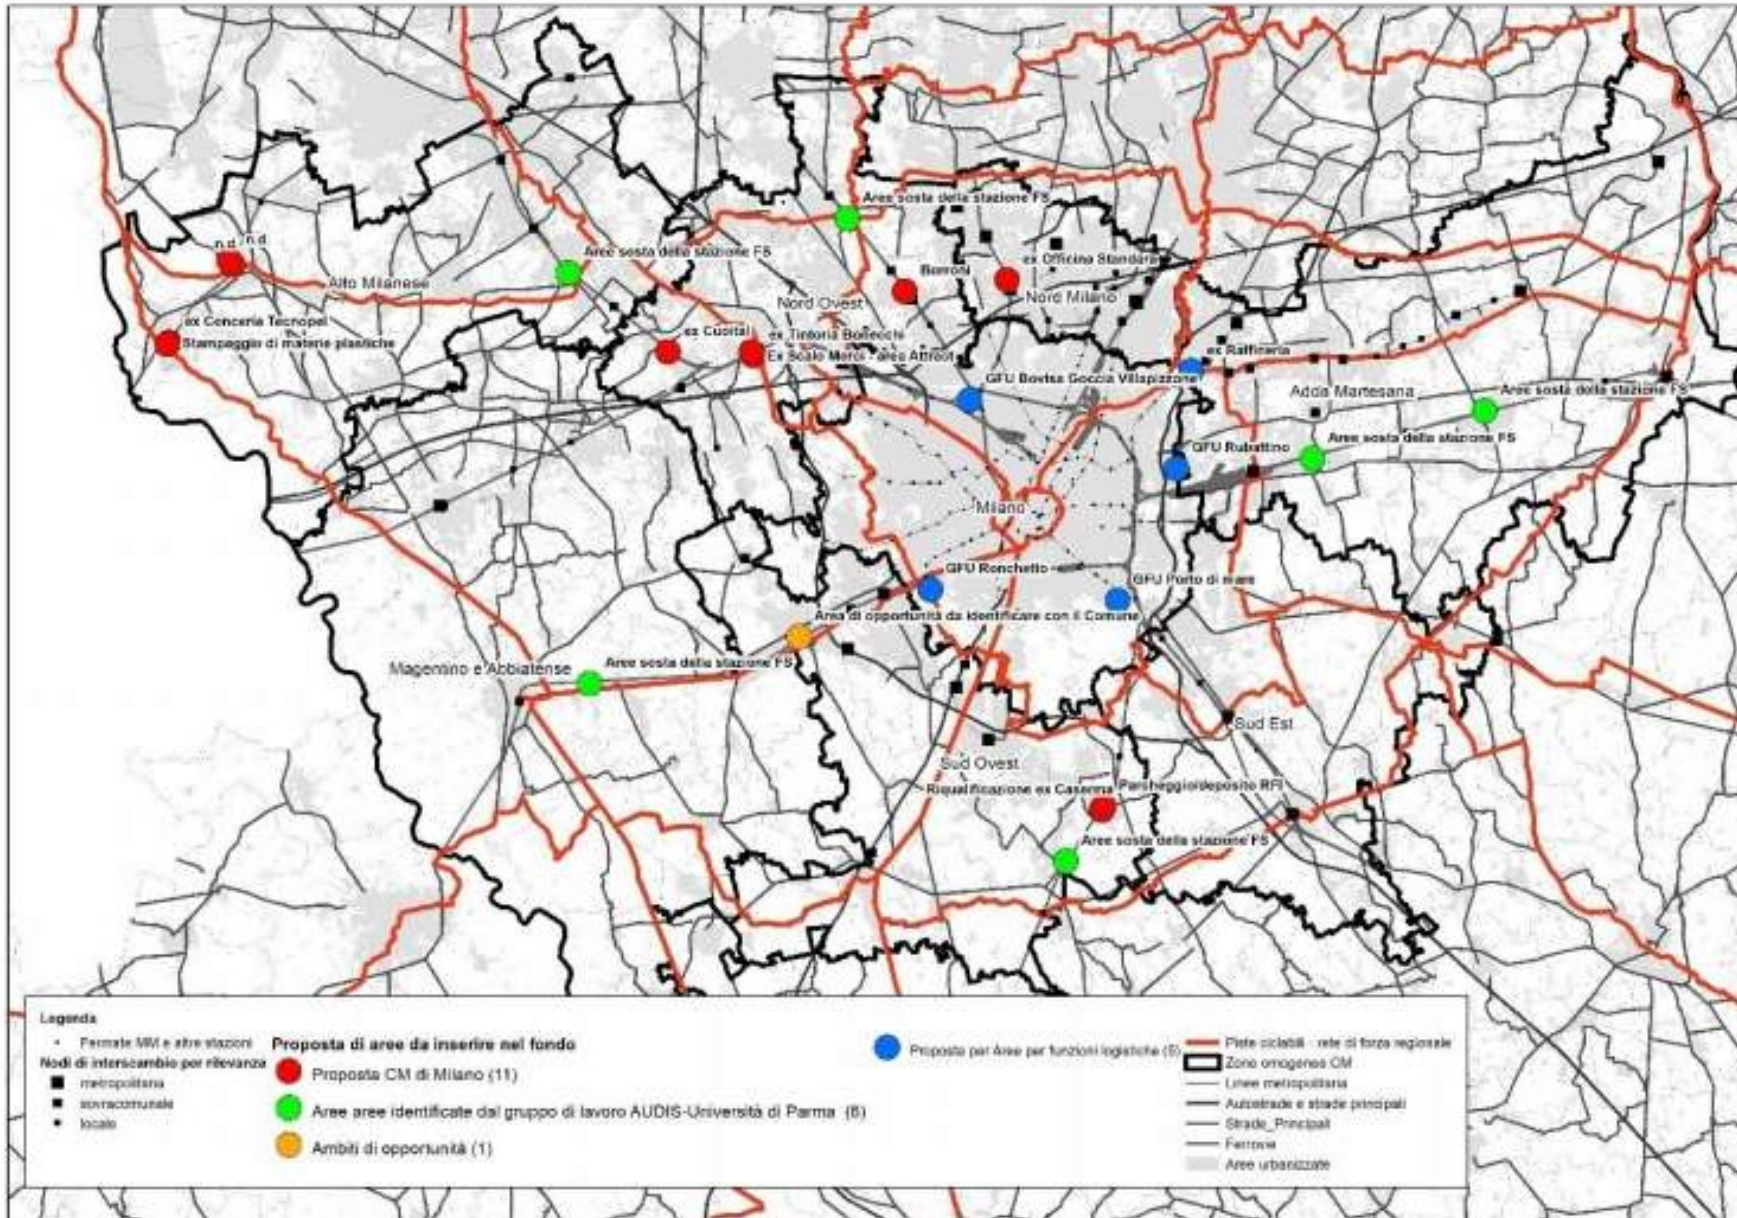 Aree sosta della stazione FS
n.d
n.d
Aree sosta della stazione FS
ex Officina Standard
Alto Milanese
Borroni
Nord Ovest
Nord Milano
ex Conceria Tecnopel
Stampaggio di materie plastiche
ex Cuoital
ex Tintoria Bollecchi
Ex Scalo Merci - area Attrout
ex Raffineria
GFU Bovisa Goccia Villapizzone
Adda Martesana
Aree sosta della stazione FS
Aree sosta della stazione FS
GFU Rubattino
Milano
GFU Ronchetto
GFU Porto di mare
Area di opportunità da identificare con il Comune
Magentino e Abbiatense
Aree sosta della stazione FS
Sud Est
Sud Ovest
Riqualificazione ex Caserma
Parcheggio/deposito RFI
Aree sosta della stazione FS
Legenda
Fermate MM e altre stazioni
Nodi di interscambio per rilevanza
metropolitana
sovracomunale
locale
Proposta di aree da inserire nel fondo
Proposta CM di Milano (11)
Aree aree identificate dal gruppo di lavoro AUDIS-Università di Parma (6)
Ambiti di opportunità (1)
Proposta per Aree per funzioni logistiche (5)
Piste ciclabili - rete di forza regionale
Zone omogenee CM
Linee metropolitana
Autostrade e strade principali
Strade_Principali
Ferrovie
Aree urbanizzate